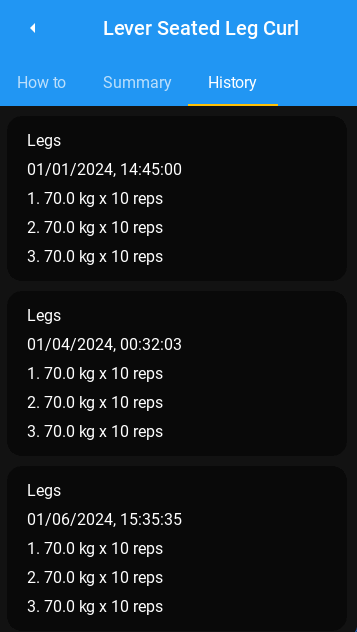 Lever Seated Leg Curl
How to
Summary
History
Legs
01/01/2024, 14:45:00
1. 70.0 kg x 10 reps
2. 70.0 kg x 10 reps
3. 70.0 kg x 10 reps
Legs
01/04/2024, 00:32:03
1. 70.0 kg x 10 reps
2. 70.0 kg x 10 reps
3. 70.0 kg x 10 reps
Legs
01/06/2024, 15:35:35
1. 70.0 kg x 10 reps
2. 70.0 kg x 10 reps
3. 70.0 kg x 10 reps